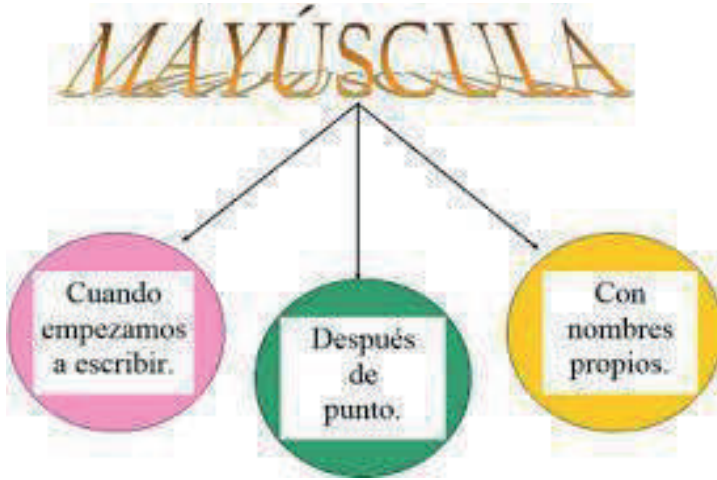 MAYÚSCULA
Cuando
empezamos
a escribir.
Después
de
punto.
Con
nombres
propios.